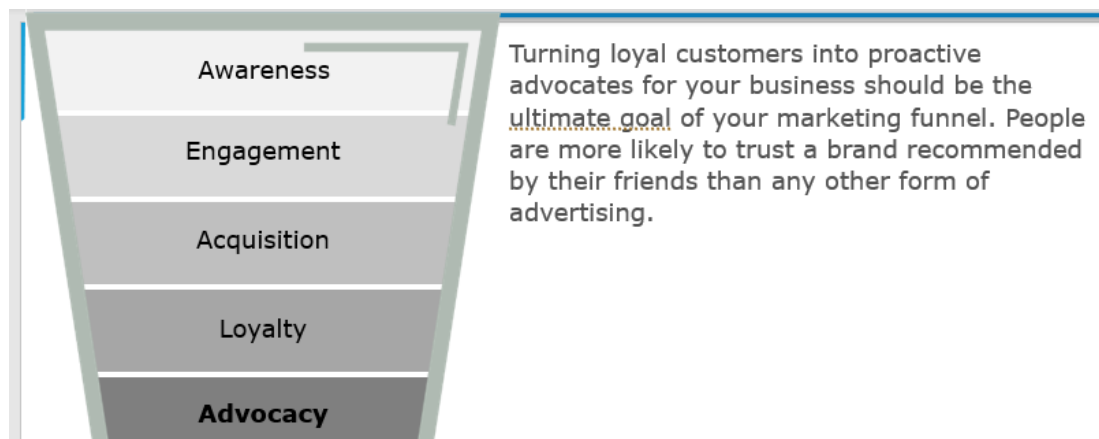 Awareness
Engagement
Acquisition
Loyalty
Advocacy
Turning loyal customers into proactive
advocates for your business should be the
ultimate goal of your marketing funnel. People
are more likely to trust a brand recommended
by their friends than any other form of
advertising.